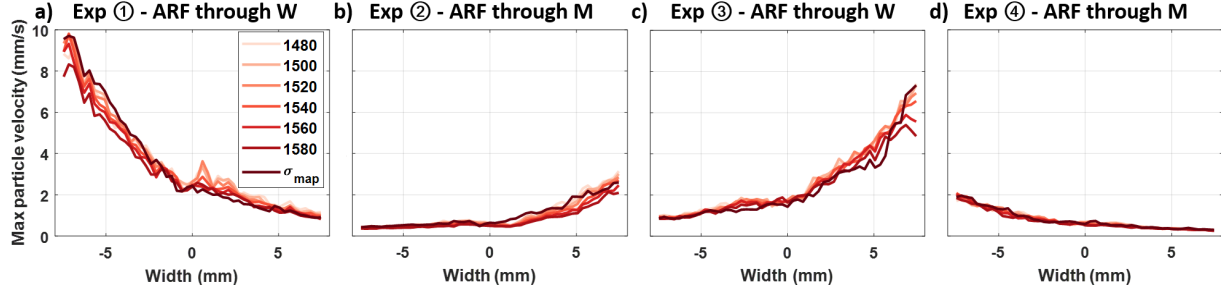 a) Exp ① - ARF through W
b) Exp ② - ARF through M
c) Exp ③ - ARF through W
d) Exp ④ - ARF through M
Max particle velocity (mm/s)
10
8
6
4
2
0
1480
1500
1520
1540
1560
1580
σ map
-5 0 5
-5 0 5
-5 0 5
-5 0 5
Width (mm)
Width (mm)
Width (mm)
Width (mm)